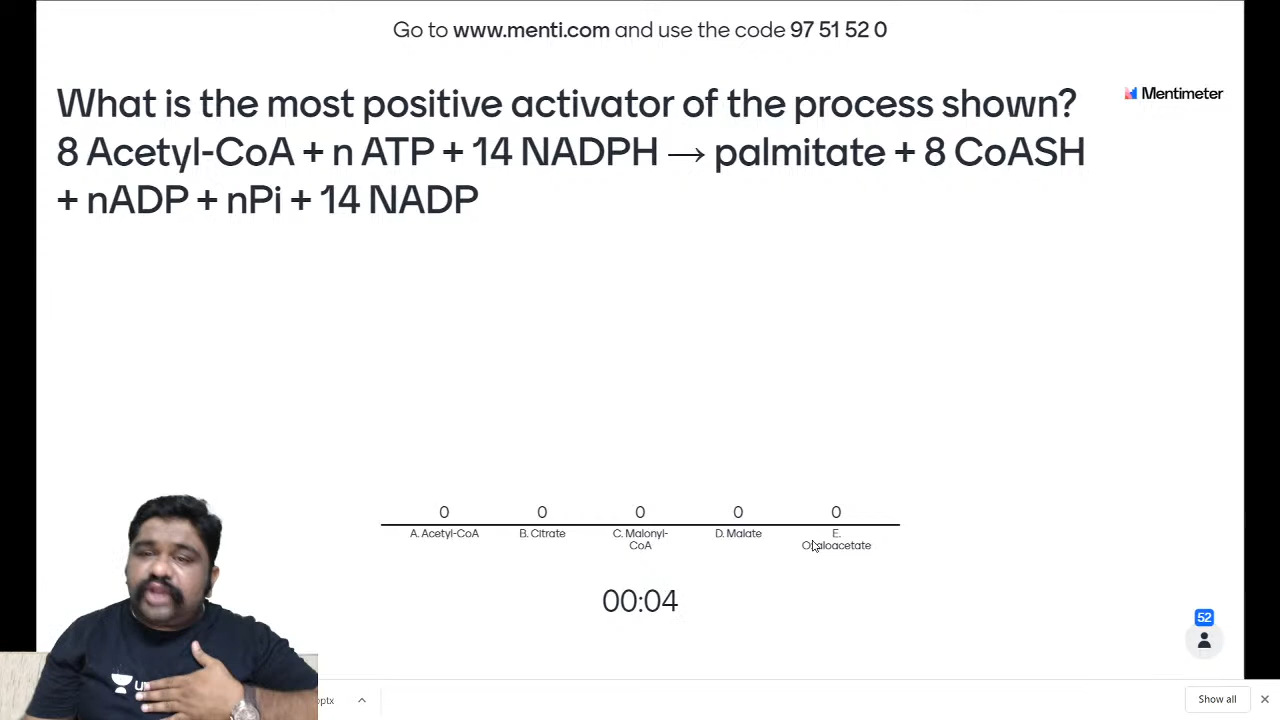 Go to www.menti.com and use the code 97 51 52 0
What is the most positive activator of the process shown?
Mentimeter
8 Acetyl-CoA + n ATP + 14 NADPH → palmitate + 8 CoASH
+ nADP + nPi + 14 NADP
0 0 0 0 0
A. Acetyl-CoA B. Citrate C. Malonyl- D. Malate E.
CoA Oxaloacetate
00:04
52
pptx
Show all